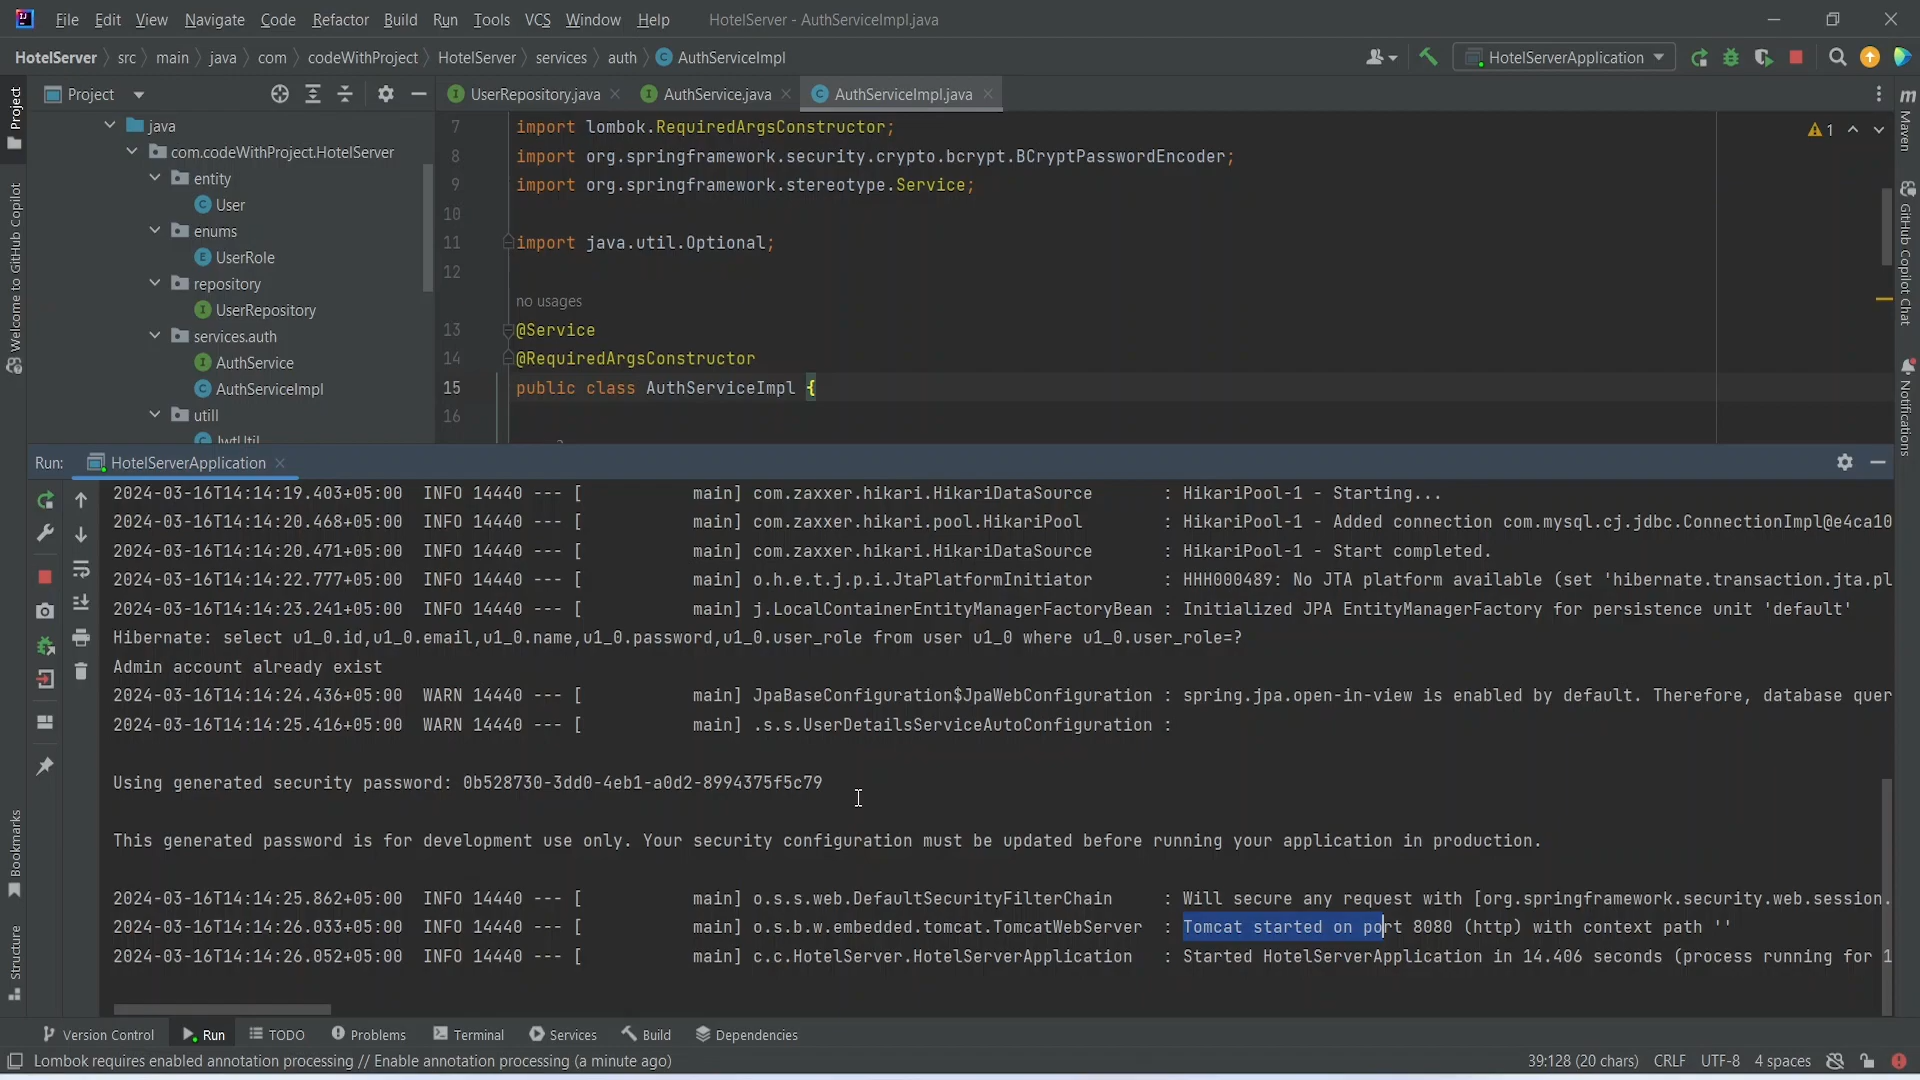 File Edit View Navigate Code Refactor Build Run Tools VCS Window Help HotelServer - AuthServiceImpl.java
HotelServer src main java com codeWithProject HotelServer services auth AuthServiceImpl HotelServerApplication
Project
UserRepository.java AuthService.java AuthServiceImpl.java
java
com.codeWithProject.HotelServer
entity
User
enums
UserRole
repository
UserRepository
services.auth
AuthService
AuthServiceImpl
utill
JwtUtil
7 import lombok.RequiredArgsConstructor;
8 import org.springframework.security.crypto.bcrypt.BCryptPasswordEncoder;
9 import org.springframework.stereotype.Service;
10
11 import java.util.Optional;
12
no usages
13 @Service
14 @RequiredArgsConstructor
15 public class AuthServiceImpl {
16
1
Project
Welcome to GitHub Copilot
Bookmarks
Structure
Maven
GitHub Copilot Chat
Notifications
Run: HotelServerApplication
2024-03-16T14:14:19.403+05:00 INFO 14440 --- [ main] com.zaxxer.hikari.HikariDataSource : HikariPool-1 - Starting...
2024-03-16T14:14:20.468+05:00 INFO 14440 --- [ main] com.zaxxer.hikari.pool.HikariPool : HikariPool-1 - Added connection com.mysql.cj.jdbc.ConnectionImpl@e4ca10
2024-03-16T14:14:20.471+05:00 INFO 14440 --- [ main] com.zaxxer.hikari.HikariDataSource : HikariPool-1 - Start completed.
2024-03-16T14:14:22.777+05:00 INFO 14440 --- [ main] o.h.e.t.j.p.i.JtaPlatformInitiator : HHH000489: No JTA platform available (set 'hibernate.transaction.jta.pl
2024-03-16T14:14:23.241+05:00 INFO 14440 --- [ main] j.LocalContainerEntityManagerFactoryBean : Initialized JPA EntityManagerFactory for persistence unit 'default'
Hibernate: select u1_0.id,u1_0.email,u1_0.name,u1_0.password,u1_0.user_role from user u1_0 where u1_0.user_role=?
Admin account already exist
2024-03-16T14:14:24.436+05:00 WARN 14440 --- [ main] JpaBaseConfiguration$JpaWebConfiguration : spring.jpa.open-in-view is enabled by default. Therefore, database quer
2024-03-16T14:14:25.416+05:00 WARN 14440 --- [ main] .s.s.UserDetailsServiceAutoConfiguration :
Using generated security password: 0b528730-3dd0-4eb1-a0d2-8994375f5c79
This generated password is for development use only. Your security configuration must be updated before running your application in production.
2024-03-16T14:14:25.862+05:00 INFO 14440 --- [ main] o.s.s.web.DefaultSecurityFilterChain : Will secure any request with [org.springframework.security.web.session.
2024-03-16T14:14:26.033+05:00 INFO 14440 --- [ main] o.s.b.w.embedded.tomcat.TomcatWebServer : Tomcat started on port 8080 (http) with context path ''
2024-03-16T14:14:26.052+05:00 INFO 14440 --- [ main] c.c.HotelServer.HotelServerApplication : Started HotelServerApplication in 14.406 seconds (process running for 1
Version Control Run TODO Problems Terminal Services Build Dependencies
Lombok requires enabled annotation processing // Enable annotation processing (a minute ago) 39:128 (20 chars) CRLF UTF-8 4 spaces